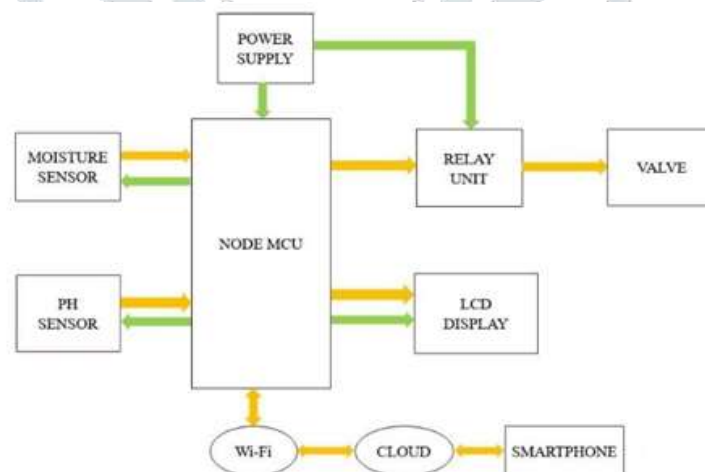 POWER
SUPPLY
MOISTURE
SENSOR
RELAY
UNIT
VALVE
NODE MCU
PH
SENSOR
LCD
DISPLAY
Wi-Fi
CLOUD
SMARTPHONE